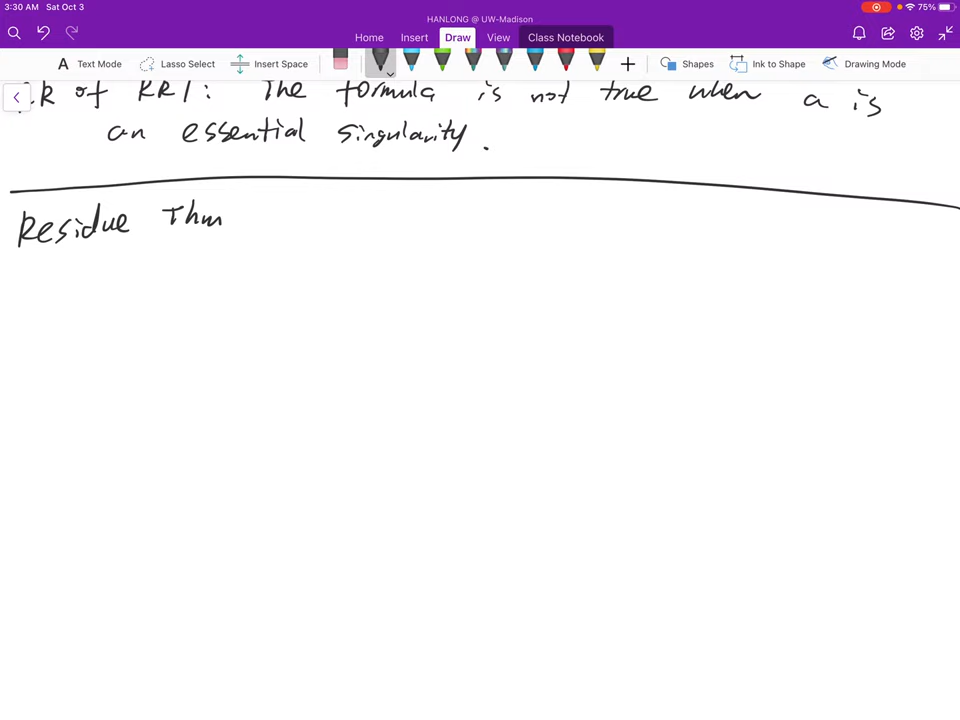 3:30 AM Sat Oct 3
75%
HANLONG @ UW-Madison
Home Insert Draw View Class Notebook
Text Mode Lasso Select Insert Space Shapes Ink to Shape Drawing Mode
of RRT: The formula is not true when a is
an essential singularity.
Residue Thm